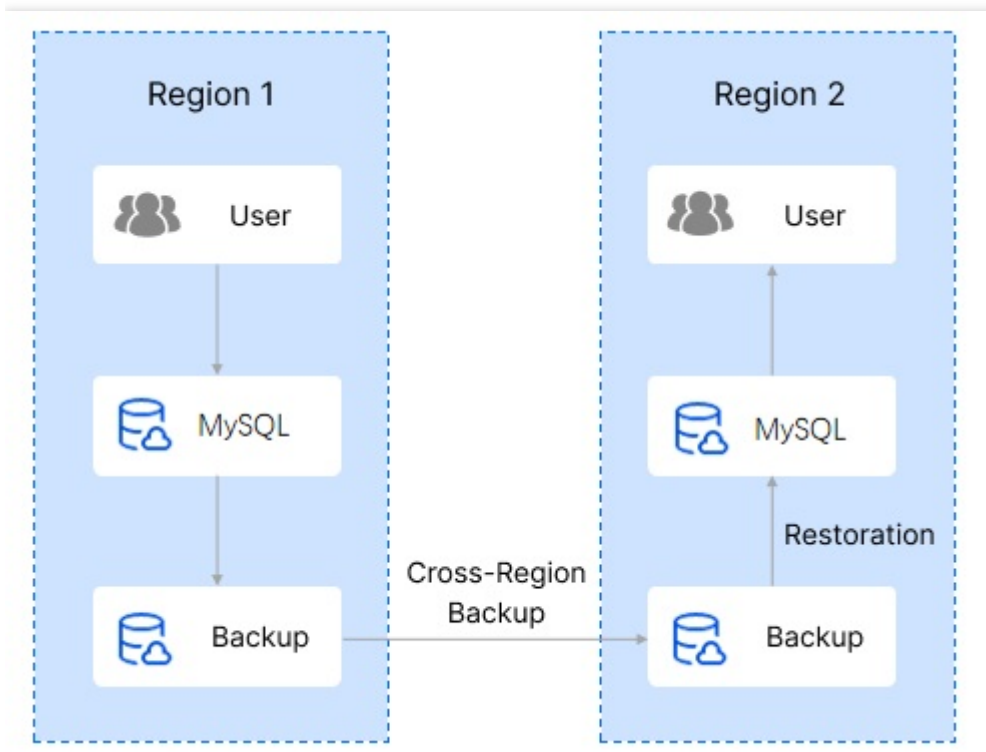 Region 1
User
MySQL
Backup
Cross-Region
Backup
Region 2
User
MySQL
Restoration
Backup